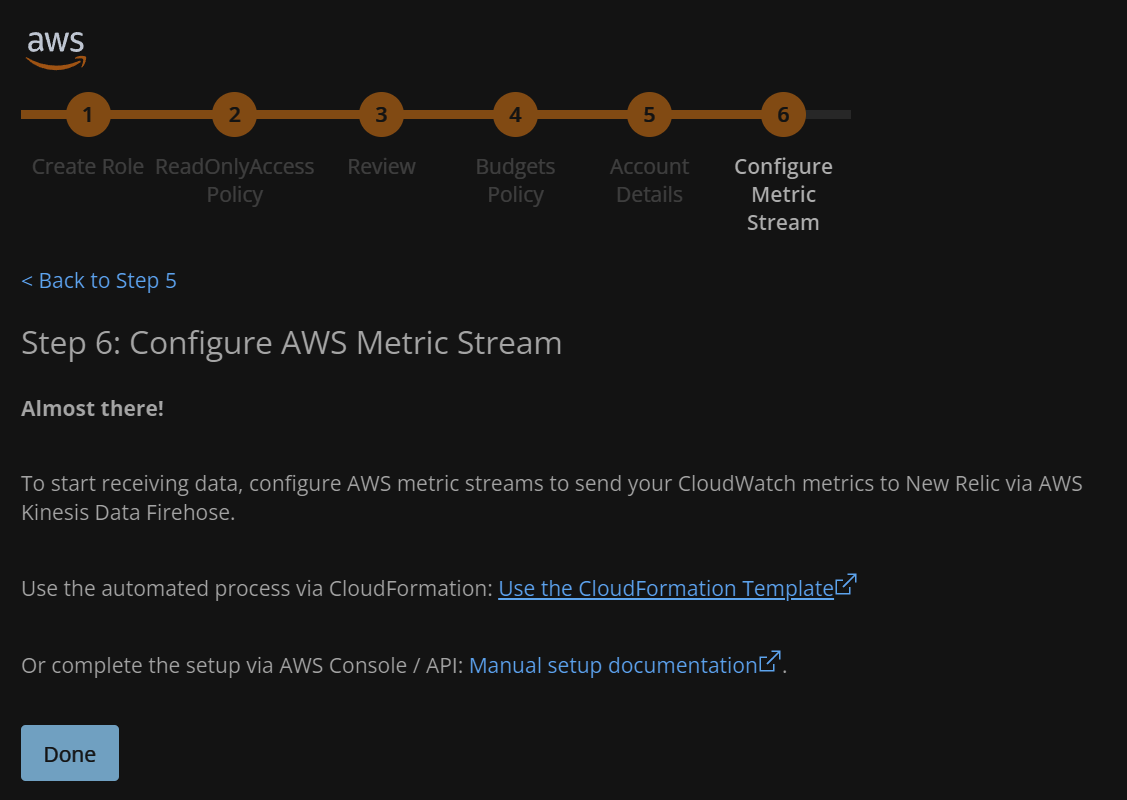 aws
1 2 3 4 5 6
Create Role ReadOnlyAccess Review Budgets Account Configure
Policy Policy Details Metric
Stream
< Back to Step 5
Step 6: Configure AWS Metric Stream
Almost there!
To start receiving data, configure AWS metric streams to send your CloudWatch metrics to New Relic via AWS
Kinesis Data Firehose.
Use the automated process via CloudFormation: Use the CloudFormation Template
Or complete the setup via AWS Console / API: Manual setup documentation.
Done